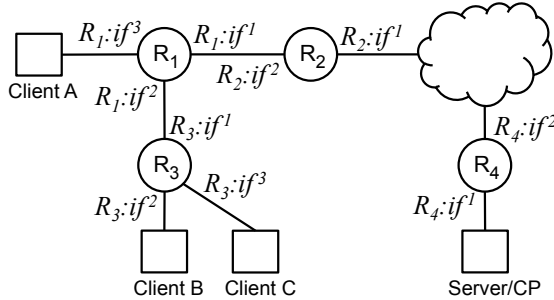 R₁:if³
R₁:if¹
R₂:if¹
R₁
R₂
Client A
R₁:if²
R₂:if²
R₃:if¹
R₄:if²
R₃
R₄
R₃:if³
R₃:if²
R₄:if¹
Client B
Client C
Server/CP